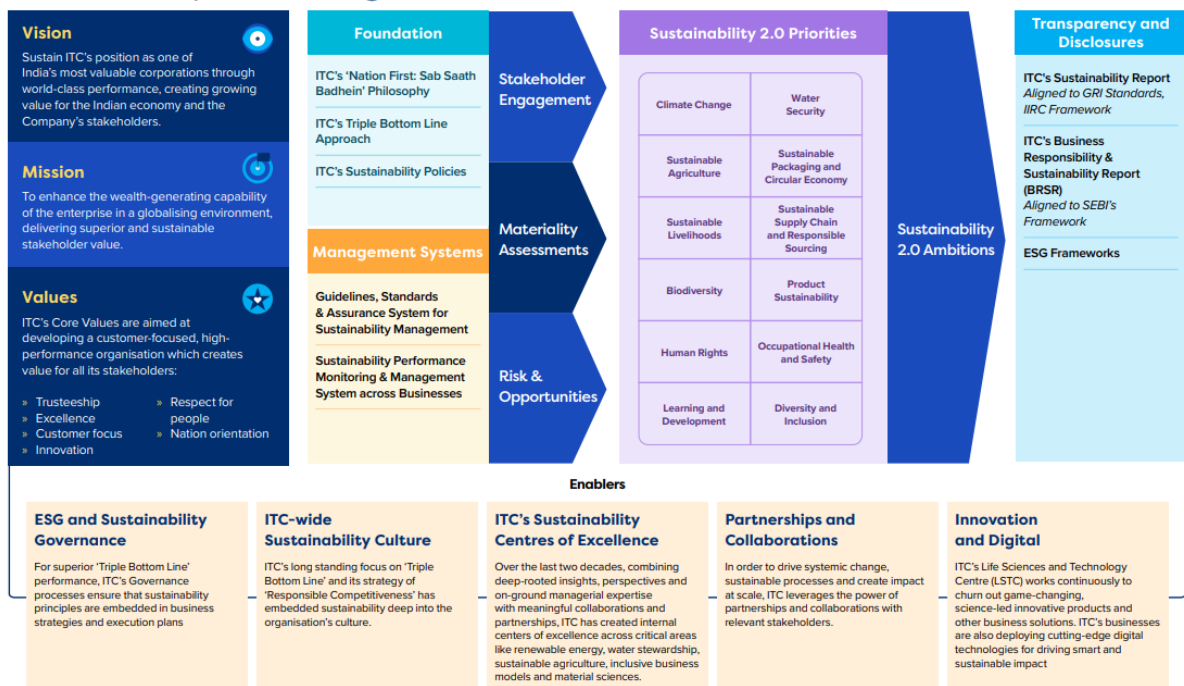 Vision
Sustain ITC's position as one of
India's most valuable corporations through
world-class performance, creating growing
value for the Indian economy and the
Company's stakeholders.
Mission
To enhance the wealth-generating capability
of the enterprise in a globalising environment,
delivering superior and sustainable
stakeholder value.
Values
ITC's Core Values are aimed at
developing a customer-focused, high-
performance organisation which creates
value for all its stakeholders:
» Trusteeship
» Excellence
» Customer focus
» Innovation
» Respect for
people
» Nation orientation
Foundation
ITC's 'Nation First: Sab Saath
Badhein' Philosophy
ITC's Triple Bottom Line
Approach
ITC's Sustainability Policies
Management Systems
Guidelines, Standards
& Assurance System for
Sustainability Management
Sustainability Performance
Monitoring & Management
System across Businesses
Stakeholder
Engagement
Materiality
Assessments
Risk &
Opportunities
Sustainability 2.0 Priorities
Climate Change
Water
Security
Sustainable
Agriculture
Sustainable
Packaging and
Circular Economy
Sustainable
Livelihoods
Sustainable
Supply Chain
and Responsible
Sourcing
Biodiversity
Product
Sustainability
Human Rights
Occupational Health
and Safety
Learning and
Development
Diversity and
Inclusion
Sustainability
2.0 Ambitions
Transparency and
Disclosures
ITC's Sustainability Report
Aligned to GRI Standards,
IIRC Framework
ITC's Business
Responsibility &
Sustainability Report
(BRSR)
Aligned to SEBI's
Framework
ESG Frameworks
Enablers
ESG and Sustainability
Governance
For superior 'Triple Bottom Line'
performance, ITC's Governance
processes ensure that sustainability
principles are embedded in business
strategies and execution plans
ITC-wide
Sustainability Culture
ITC's long standing focus on 'Triple
Bottom Line' and its strategy of
'Responsible Competitiveness' has
embedded sustainability deep into the
organisation's culture.
ITC's Sustainability
Centres of Excellence
Over the last two decades, combining
deep-rooted insights, perspectives and
on-ground managerial expertise
with meaningful collaborations and
partnerships, ITC has created internal
centers of excellence across critical areas
like renewable energy, water stewardship,
sustainable agriculture, inclusive business
models and material sciences.
Partnerships and
Collaborations
In order to drive systemic change,
sustainable processes and create impact
at scale, ITC leverages the power of
partnerships and collaborations with
relevant stakeholders.
Innovation
and Digital
ITC's Life Sciences and Technology
Centre (LSTC) works continuously to
churn out game-changing,
science-led innovative products and
other business solutions. ITC's businesses
are also deploying cutting-edge digital
technologies for driving smart and
sustainable impact